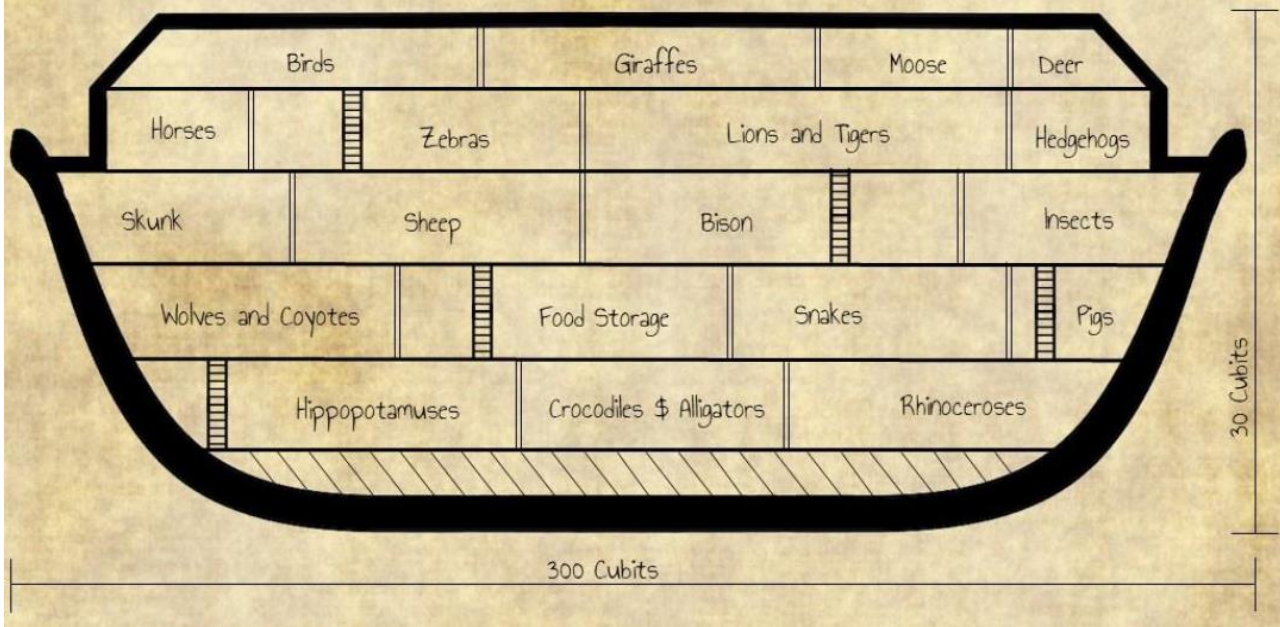 Birds Giraffes Moose Deer
Horses Zebras Lions and Tigers Hedgehogs
Skunk Sheep Bison Insects
Wolves and Coyotes Food Storage Snakes Pigs
Hippopotamuses Crocodiles $ Alligators Rhinoceroses
30 Cubits
300 Cubits